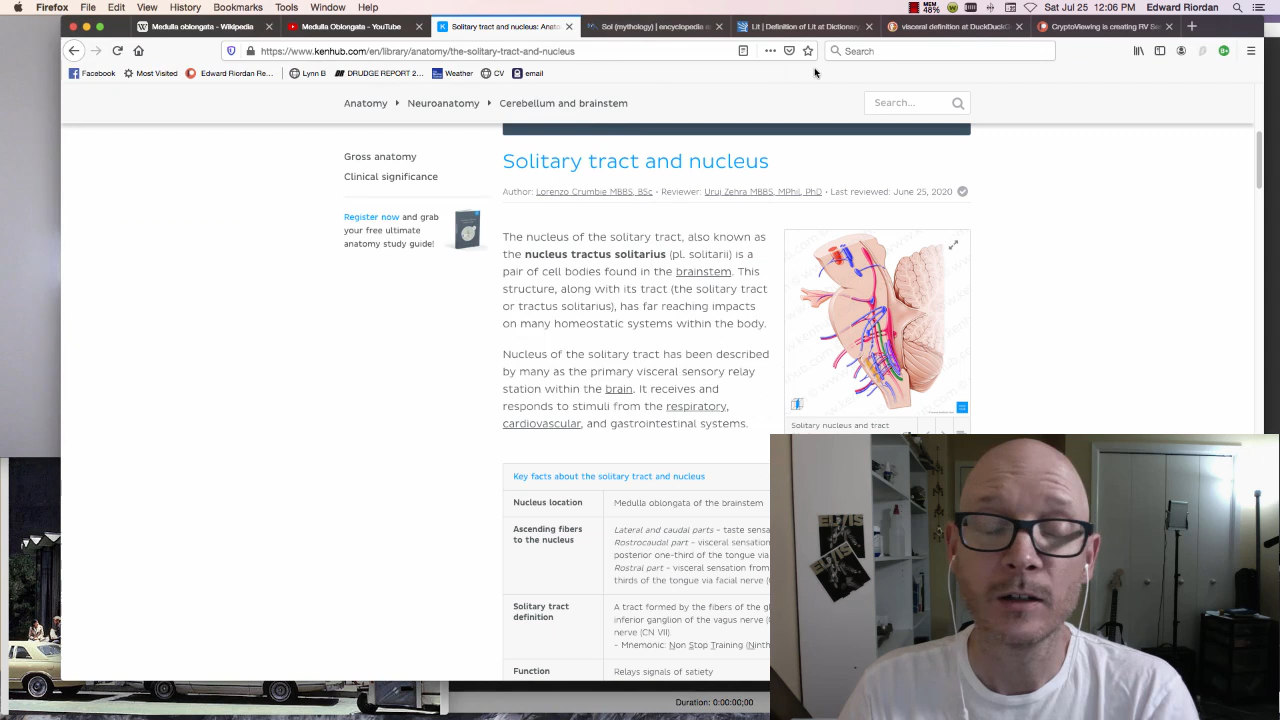 Firefox File Edit View History Bookmarks Tools Window Help
MEM 46% Sat Jul 25 12:06 PM Edward Riordan
Medulla oblongata - Wikipedia
Medulla Oblongata - YouTube
Solitary tract and nucleus: Anato
Sol (mythology) | encyclopedia a
Lit | Definition of Lit at Dictionary
visceral definition at DuckDuckG
CryptoViewing is creating RV Se
https://www.kenhub.com/en/library/anatomy/the-solitary-tract-and-nucleus
Search
Facebook Most Visited Edward Riordan Re... Lynn B DRUDGE REPORT 2... Weather CV email
Anatomy Neuroanatomy Cerebellum and brainstem
Search...
Gross anatomy
Clinical significance
Register now and grab
your free ultimate
anatomy study guide!
Solitary tract and nucleus
Author: Lorenzo Crumbie MBBS, BSc • Reviewer: Uruj Zehra MBBS, MPhil, PhD • Last reviewed: June 25, 2020
The nucleus of the solitary tract, also known as
the nucleus tractus solitarius (pl. solitarii) is a
pair of cell bodies found in the brainstem. This
structure, along with its tract (the solitary tract
or tractus solitarius), has far reaching impacts
on many homeostatic systems within the body.
Nucleus of the solitary tract has been described
by many as the primary visceral sensory relay
station within the brain. It receives and
responds to stimuli from the respiratory,
cardiovascular, and gastrointestinal systems.
Solitary nucleus and tract
Key facts about the solitary tract and nucleus
Nucleus location
Medulla oblongata of the brainstem
Ascending fibers
to the nucleus
Lateral and caudal parts - taste sensa
Rostrocaudal part - visceral sensation
posterior one-third of the tongue via
Rostral part - visceral sensation from
thirds of the tongue via facial nerve (
Solitary tract
definition
A tract formed by the fibers of the gl
inferior ganglion of the vagus nerve (
nerve (CN VII)
- Mnemonic: Non Stop Training (Ninth
Function
Relays signals of satiety
Duration: 0:00:00;00
ELVIS
ELVIS